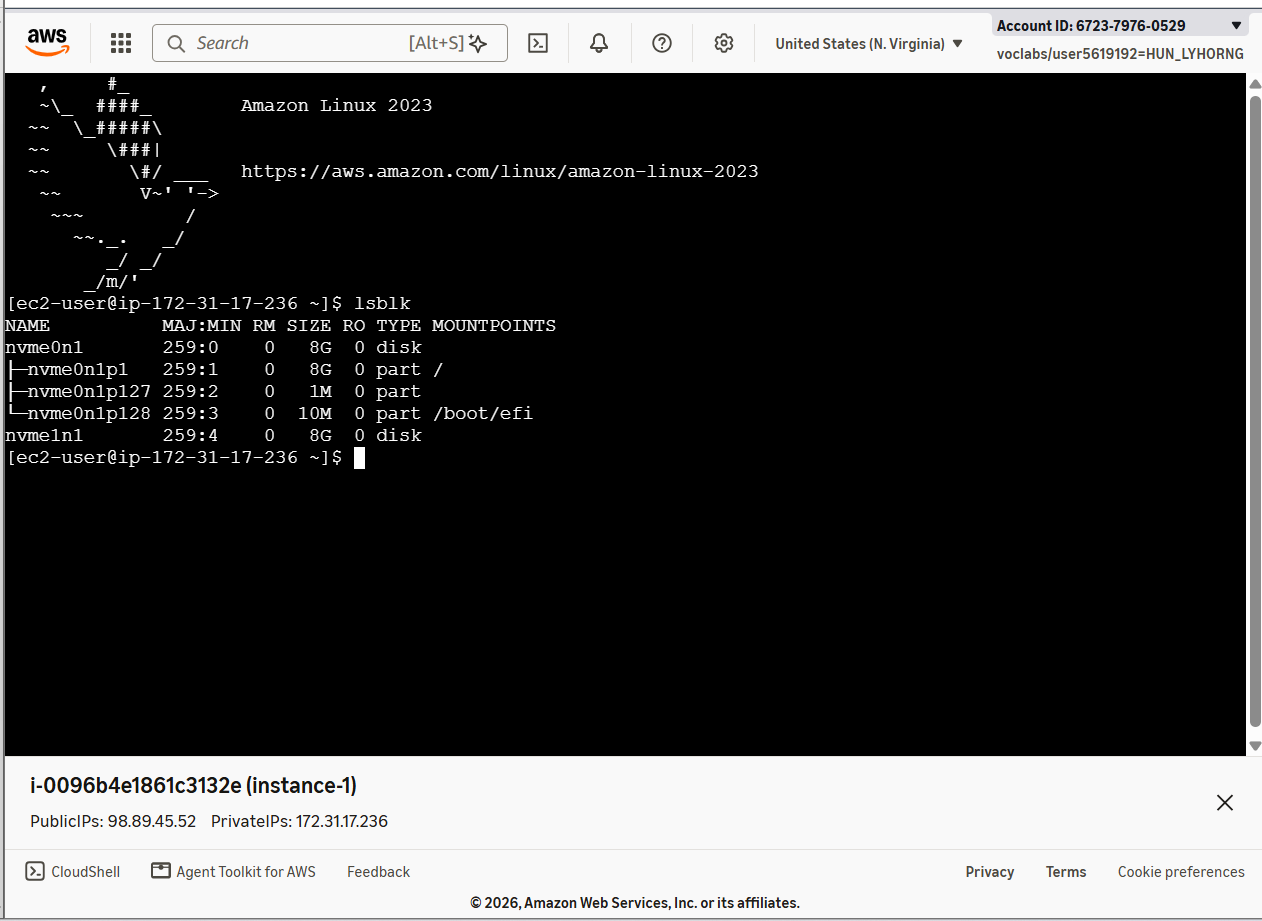 aws
Search [Alt+S]
United States (N. Virginia)
Account ID: 6723-7976-0529
voclabs/user5619192=HUN_LYHORNG
   ,     #_
   ~\_  ####_        Amazon Linux 2023
  ~~  \_#####\
  ~~     \###|
  ~~       \#/ ___   https://aws.amazon.com/linux/amazon-linux-2023
   ~~       V~' '->
    ~~~         /
      ~~._.   _/
         _/ _/
       _/m/'
[ec2-user@ip-172-31-17-236 ~]$ lsblk
NAME          MAJ:MIN RM SIZE RO TYPE MOUNTPOINTS
nvme0n1       259:0    0   8G  0 disk
├─nvme0n1p1   259:1    0   8G  0 part /
├─nvme0n1p127 259:2    0   1M  0 part
└─nvme0n1p128 259:3    0  10M  0 part /boot/efi
nvme1n1       259:4    0   8G  0 disk
[ec2-user@ip-172-31-17-236 ~]$
i-0096b4e1861c3132e (instance-1)
PublicIPs: 98.89.45.52 PrivateIPs: 172.31.17.236
CloudShell Agent Toolkit for AWS Feedback Privacy Terms Cookie preferences
© 2026, Amazon Web Services, Inc. or its affiliates.